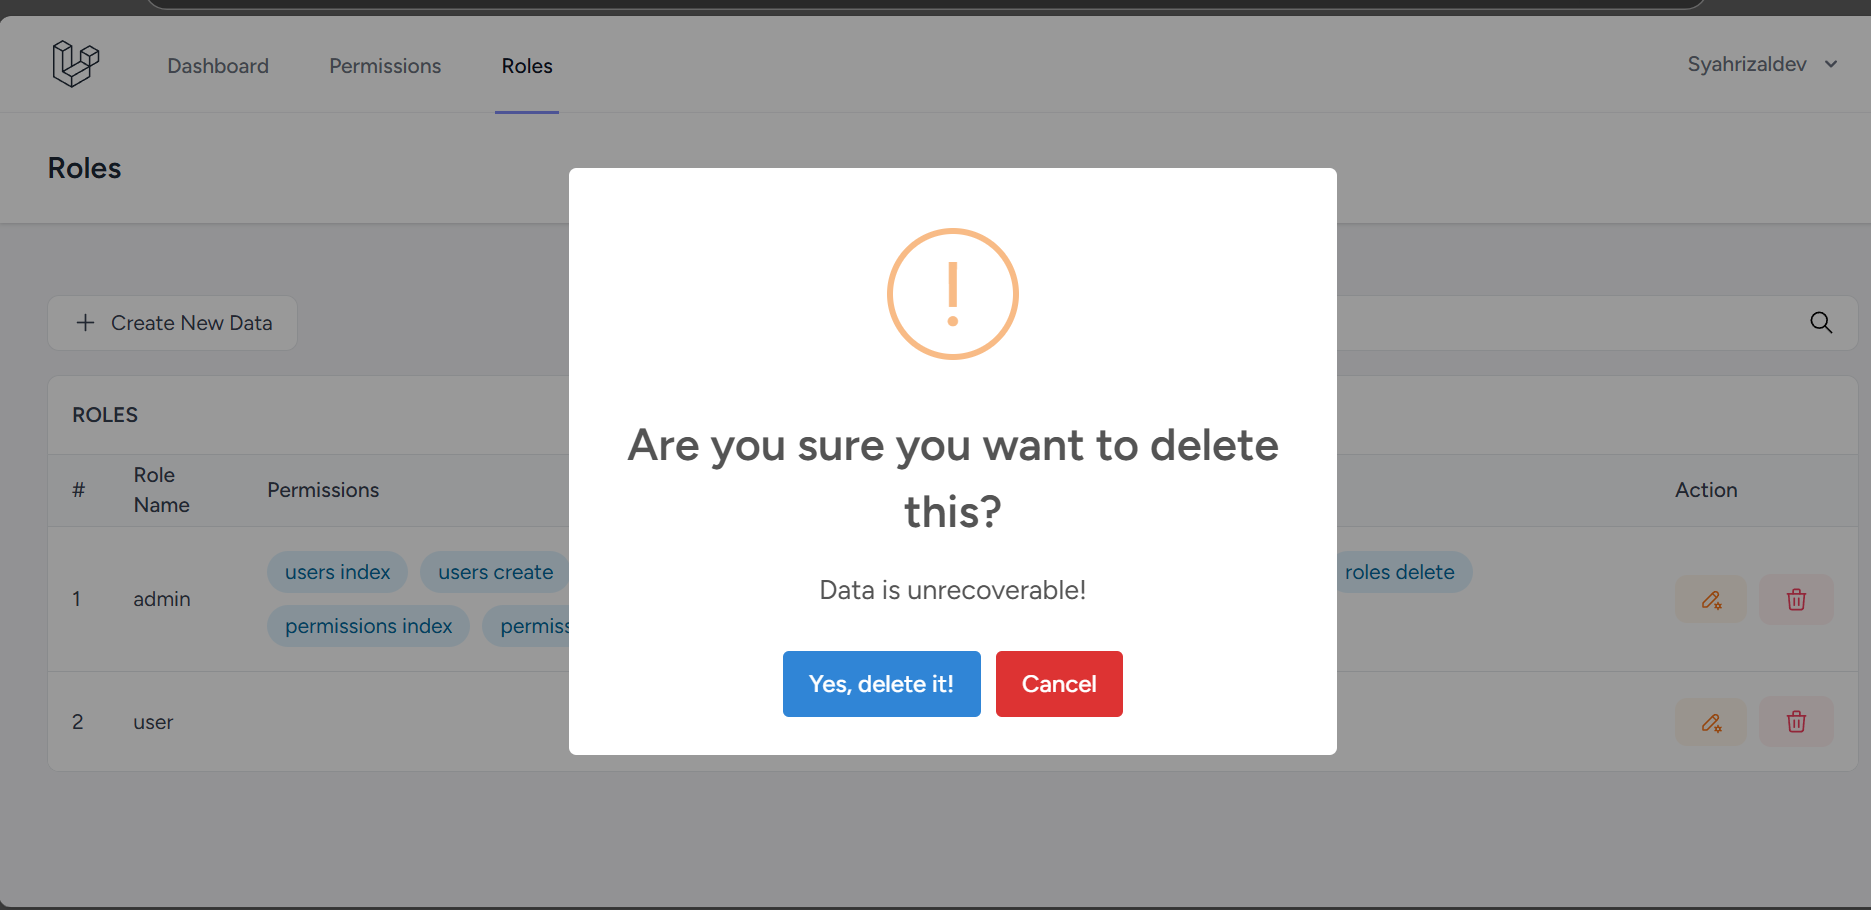 Dashboard
Permissions
Roles
Syahrizaldev
Roles
Create New Data
ROLES
#
Role
Name
Permissions
Action
1
admin
users index
users create
roles delete
permissions index
2
user
Are you sure you want to delete
this?
Data is unrecoverable!
Yes, delete it!
Cancel